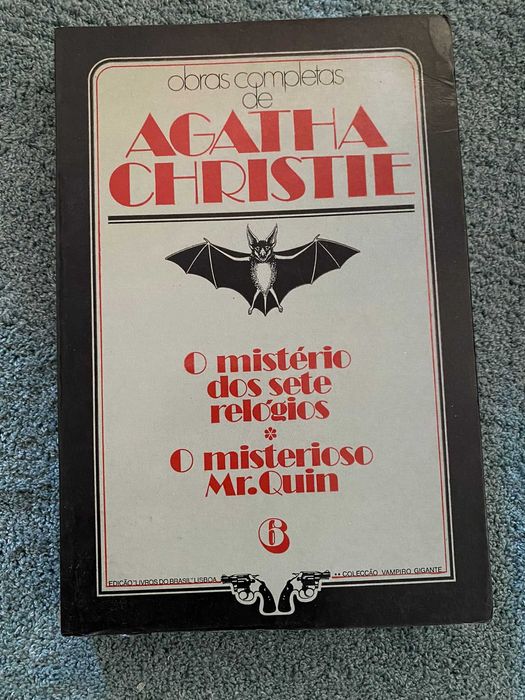 obras completas
de
AGATHA
CHRISTIE
O mistério
dos sete
relógios
*
O misterioso
Mr. Quin
6
EDIÇÃO "LIVROS DO BRASIL" LISBOA
•• COLECÇÃO VAMPIRO GIGANTE